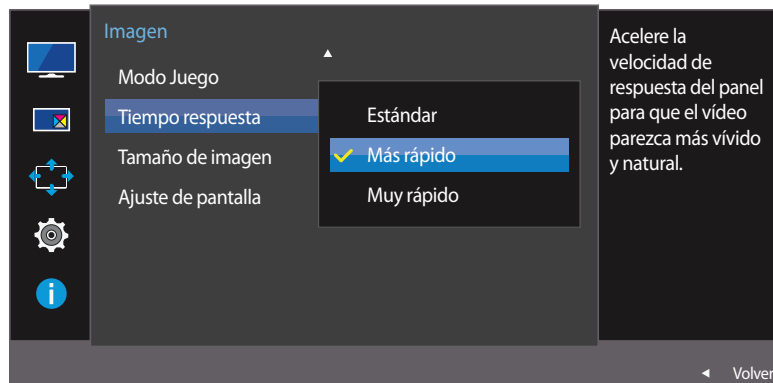 Imagen
Modo Juego
Tiempo respuesta
Tamaño de imagen
Ajuste de pantalla
Estándar
Más rápido
Muy rápido
Acelere la
velocidad de
respuesta del panel
para que el vídeo
parezca más vívido
y natural.
Volver